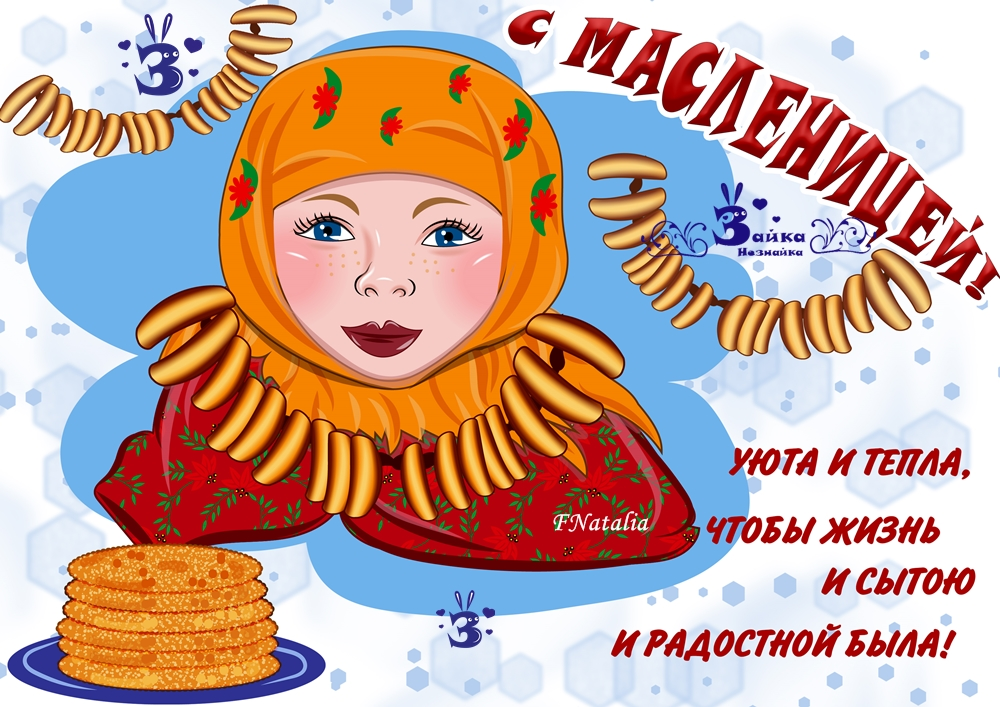 С МАСЛЕНИЦЕЙ!
З
Зайка
Незнайка
УЮТА И ТЕПЛА,
FNatalia
ЧТОБЫ ЖИЗНЬ
И СЫТОЮ
З
И РАДОСТНОЙ БЫЛА!